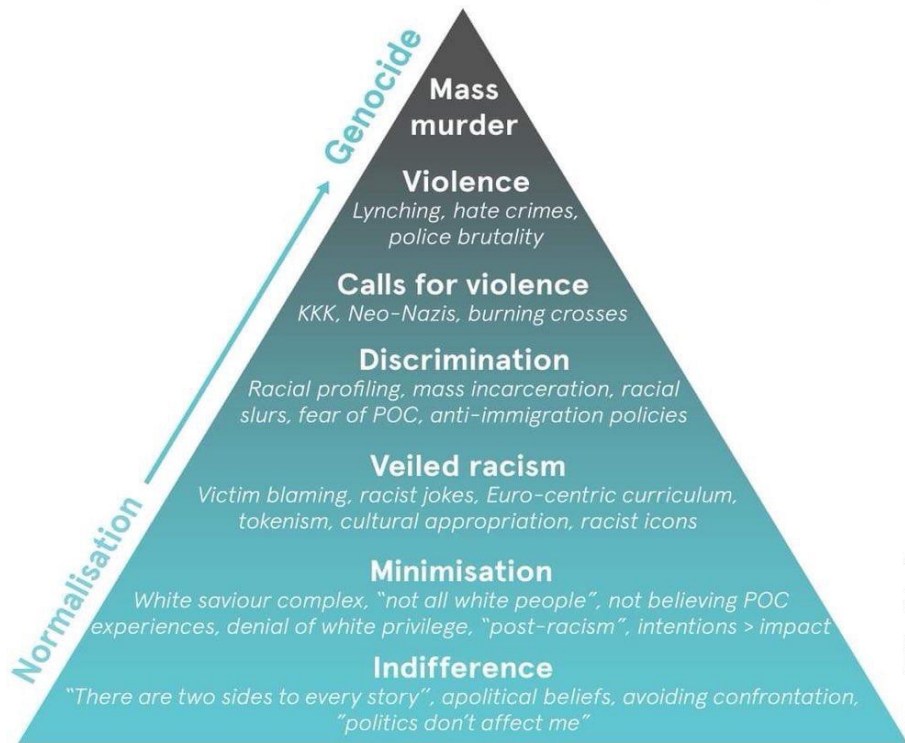 Mass
murder
Genocide
Violence
Lynching, hate crimes,
police brutality
Calls for violence
KKK, Neo-Nazis, burning crosses
Discrimination
Racial profiling, mass incarceration, racial
slurs, fear of POC, anti-immigration policies
Veiled racism
Victim blaming, racist jokes, Euro-centric curriculum,
tokenism, cultural appropriation, racist icons
Normalisation
Minimisation
White saviour complex, “not all white people”, not believing POC
experiences, denial of white privilege, “post-racism”, intentions > impact
Indifference
“There are two sides to every story”, apolitical beliefs, avoiding confrontation,
”politics don’t affect me”